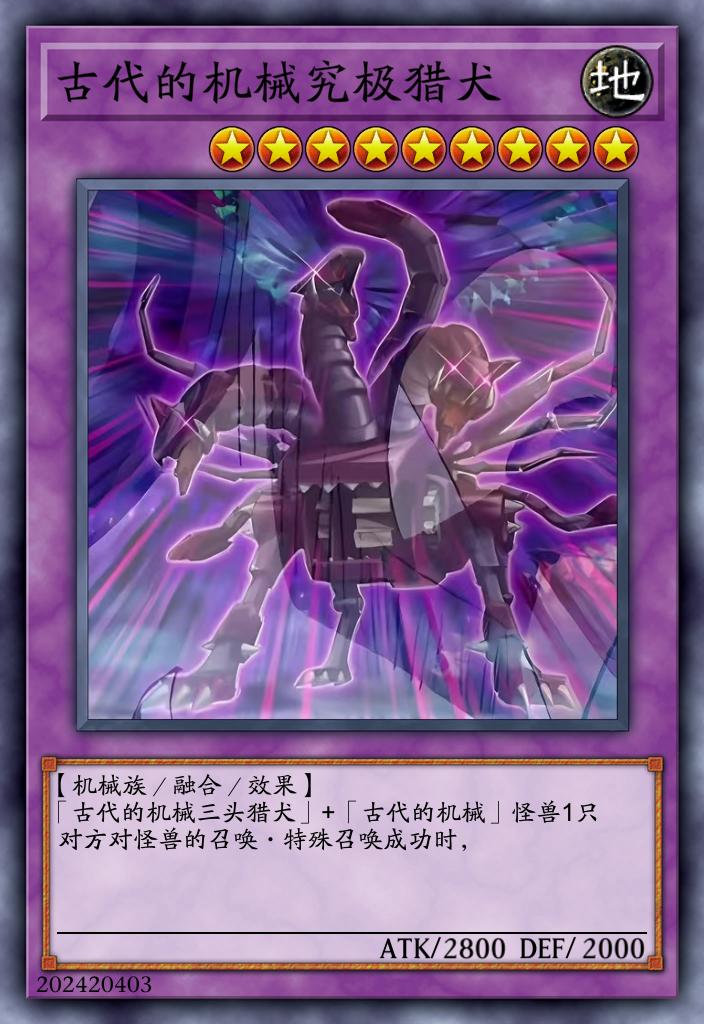 古代的机械究极猎犬
地
【机械族/融合/效果】
「古代的机械三头猎犬」+「古代的机械」怪兽1只
对方对怪兽的召唤·特殊召唤成功时,
ATK/2800 DEF/2000
202420403